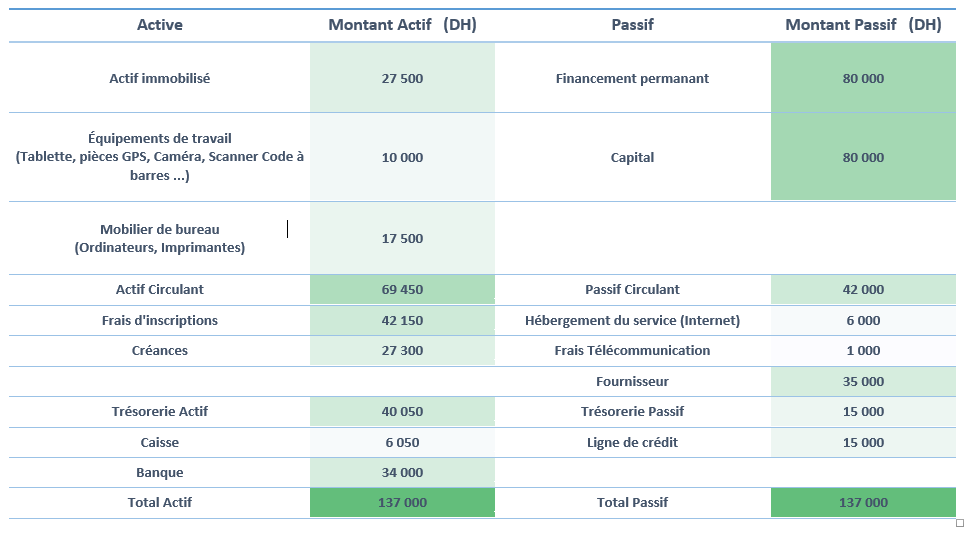 Active Montant Actif (DH) Passif Montant Passif (DH)
Actif immobilisé 27 500 Financement permanant 80 000
Équipements de travail
(Tablette, pièces GPS, Caméra, Scanner Code à
barres ...) 10 000 Capital 80 000
Mobilier de bureau
(Ordinateurs, Imprimantes) 17 500
Actif Circulant 69 450 Passif Circulant 42 000
Frais d'inscriptions 42 150 Hébergement du service (Internet) 6 000
Créances 27 300 Frais Télécommunication 1 000
Fournisseur 35 000
Trésorerie Actif 40 050 Trésorerie Passif 15 000
Caisse 6 050 Ligne de crédit 15 000
Banque 34 000
Total Actif 137 000 Total Passif 137 000